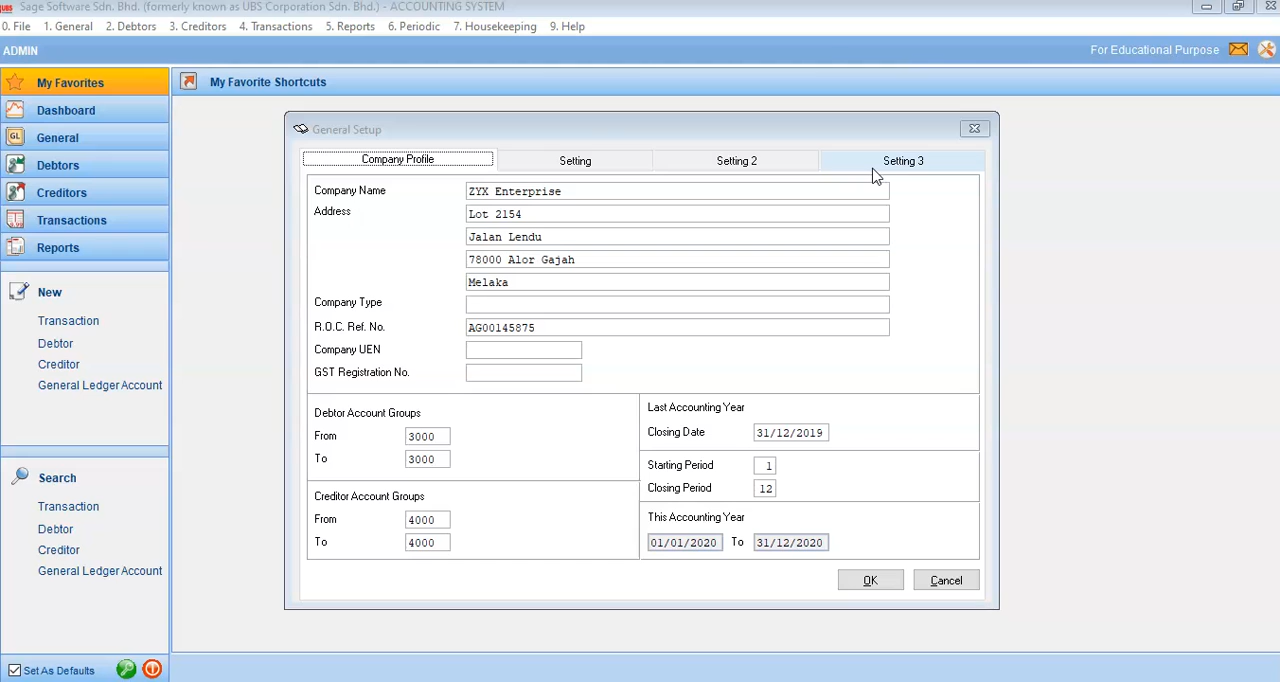 UBS Sage Software Sdn. Bhd. (formerly known as UBS Corporation Sdn. Bhd.) - ACCOUNTING SYSTEM
0. File 1. General 2. Debtors 3. Creditors 4. Transactions 5. Reports 6. Periodic 7. Housekeeping 9. Help
ADMIN For Educational Purpose
My Favorites
Dashboard
GL General
Debtors
Creditors
Transactions
Reports
New
Transaction
Debtor
Creditor
General Ledger Account
Search
Transaction
Debtor
Creditor
General Ledger Account
Set As Defaults
My Favorite Shortcuts
General Setup
Company Profile Setting Setting 2 Setting 3
Company Name ZYX Enterprise
Address Lot 2154
Jalan Lendu
78000 Alor Gajah
Melaka
Company Type
R.O.C. Ref. No. AG00145875
Company UEN
GST Registration No.
Debtor Account Groups
From 3000
To 3000
Creditor Account Groups
From 4000
To 4000
Last Accounting Year
Closing Date 31/12/2019
Starting Period 1
Closing Period 12
This Accounting Year
01/01/2020 To 31/12/2020
OK Cancel